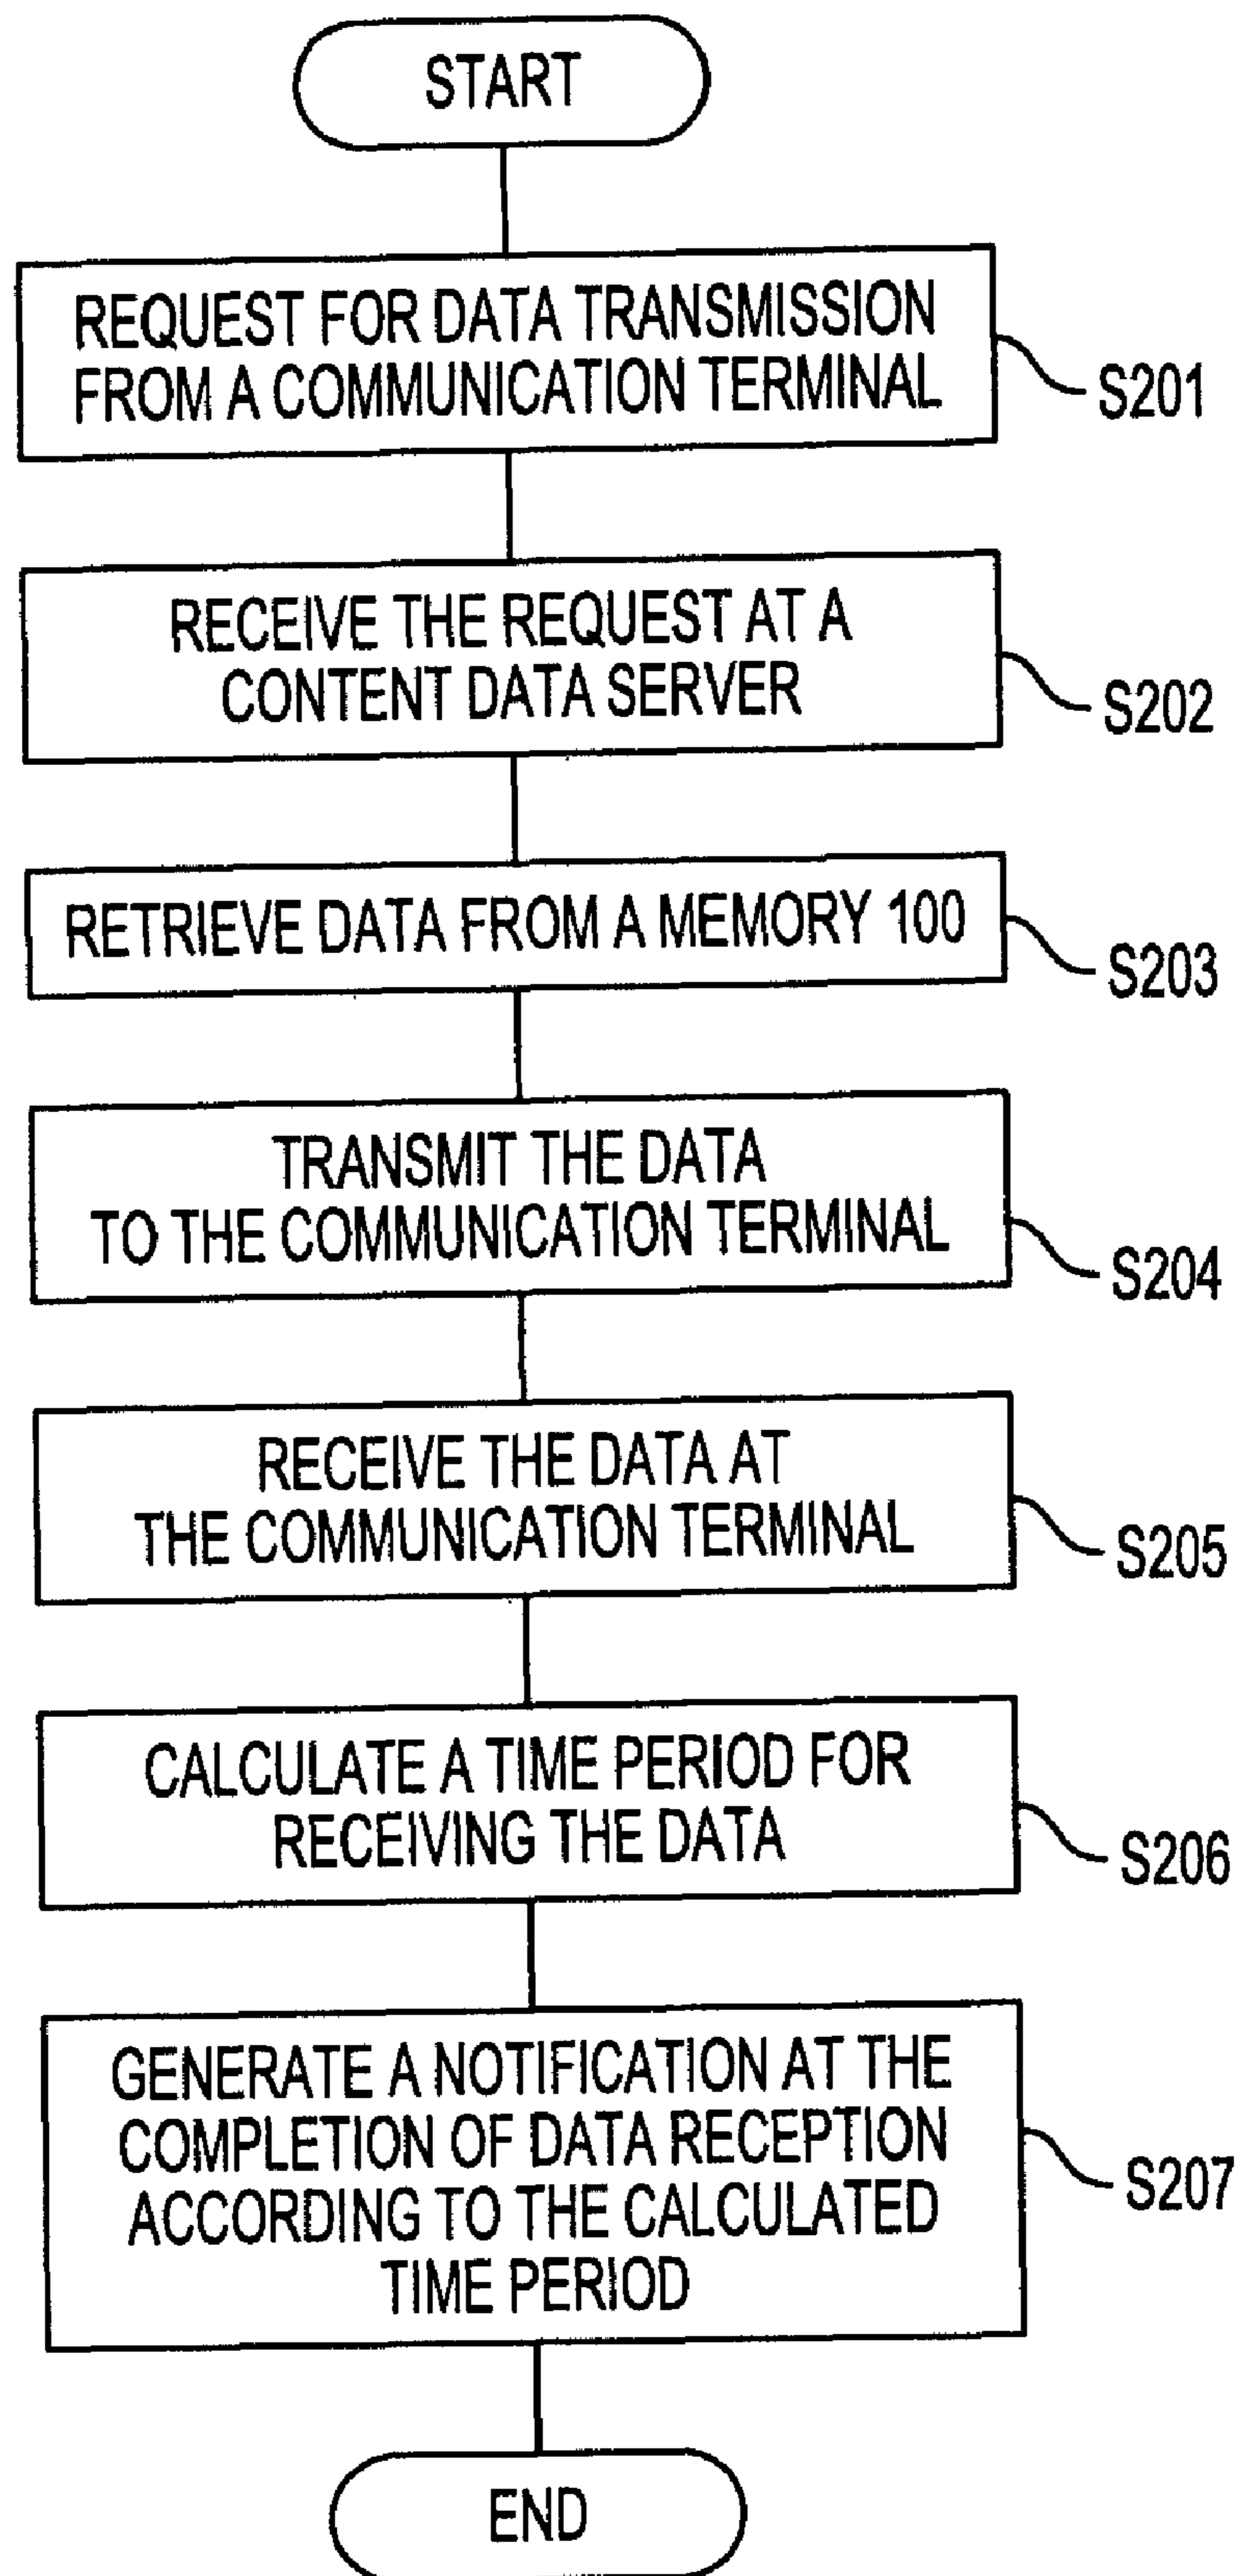 START
REQUEST FOR DATA TRANSMISSION
FROM A COMMUNICATION TERMINAL
S201
RECEIVE THE REQUEST AT A
CONTENT DATA SERVER
S202
RETRIEVE DATA FROM A MEMORY 100
S203
TRANSMIT THE DATA
TO THE COMMUNICATION TERMINAL
S204
RECEIVE THE DATA AT
THE COMMUNICATION TERMINAL
S205
CALCULATE A TIME PERIOD FOR
RECEIVING THE DATA
S206
GENERATE A NOTIFICATION AT THE
COMPLETION OF DATA RECEPTION
ACCORDING TO THE CALCULATED
TIME PERIOD
S207
END